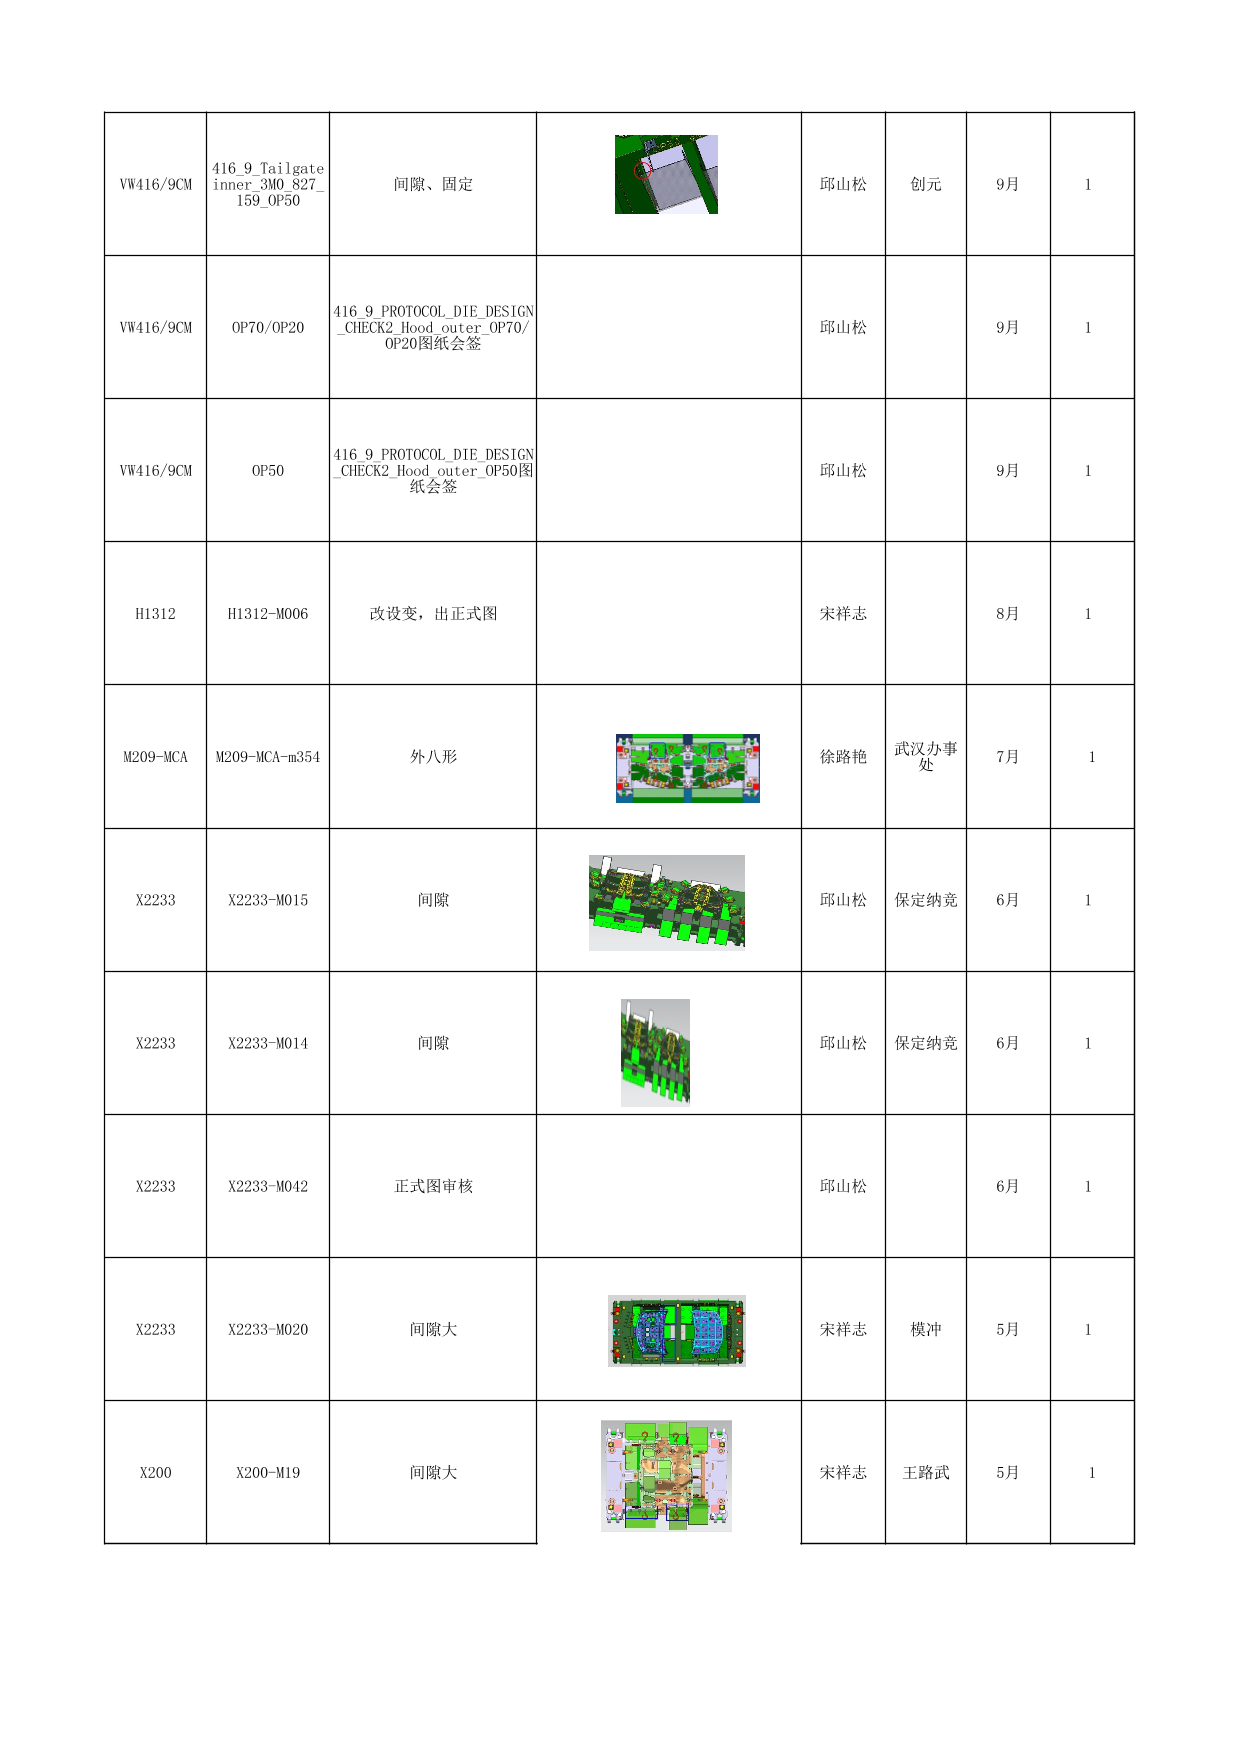 VW416/9CM 416_9_Tailgate inner_3M0_827_159_OP50 间隙、固定 邱山松 创元 9月 1
VW416/9CM OP70/OP20 416_9_PROTOCOL_DIE_DESIGN_CHECK2_Hood_outer_OP70/OP20图纸会签 邱山松 9月 1
VW416/9CM OP50 416_9_PROTOCOL_DIE_DESIGN_CHECK2_Hood_outer_OP50图纸会签 邱山松 9月 1
H1312 H1312-M006 改设变，出正式图 宋祥志 8月 1
M209-MCA M209-MCA-m354 外八形 徐路艳 武汉办事处 7月 1
X2233 X2233-M015 间隙 邱山松 保定纳竞 6月 1
X2233 X2233-M014 间隙 邱山松 保定纳竞 6月 1
X2233 X2233-M042 正式图审核 邱山松 6月 1
X2233 X2233-M020 间隙大 宋祥志 模冲 5月 1
X200 X200-M19 间隙大 宋祥志 王路武 5月 1